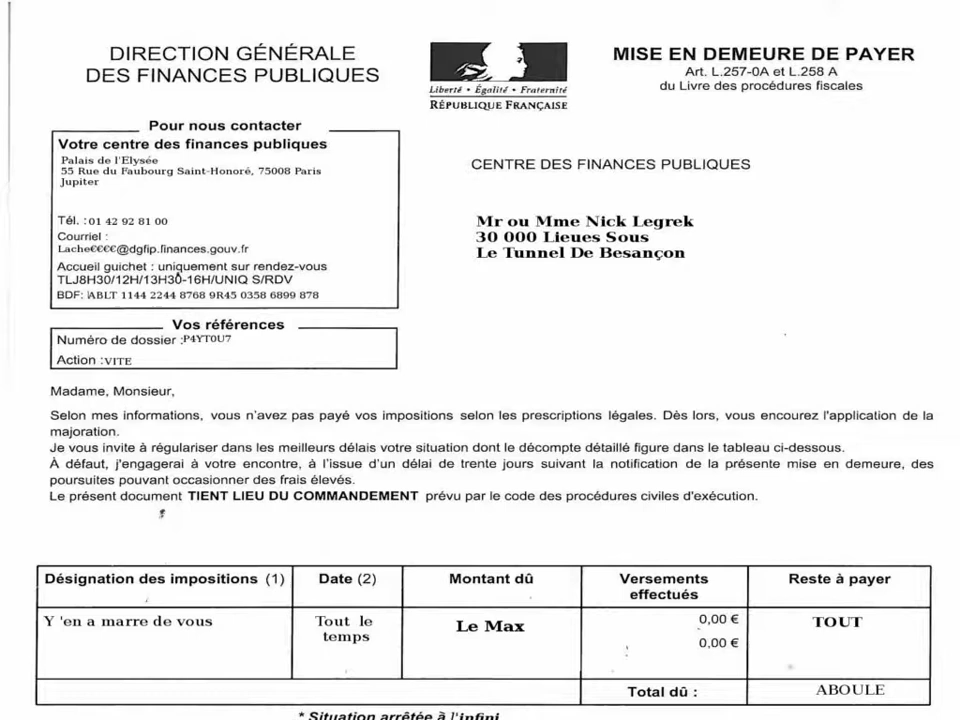 DIRECTION GÉNÉRALE
DES FINANCES PUBLIQUES
Liberté • Égalité • Fraternité
RÉPUBLIQUE FRANÇAISE
MISE EN DEMEURE DE PAYER
Art. L.257-0A et L.258 A
du Livre des procédures fiscales
Pour nous contacter
Votre centre des finances publiques
Palais de l'Elysée
55 Rue du Faubourg Saint-Honoré, 75008 Paris
Jupiter
Tél. : 01 42 92 81 00
Courriel :
Lache€€€€@dgfip.finances.gouv.fr
Accueil guichet : uniquement sur rendez-vous
TLJ8H30/12H/13H30-16H/UNIQ S/RDV
BDF: ABLT 1144 2244 8768 9R45 0358 6899 878
CENTRE DES FINANCES PUBLIQUES
Mr ou Mme Nick Legrek
30 000 Lieues Sous
Le Tunnel De Besançon
Vos références
Numéro de dossier : P4YT0U7
Action : VITE
Madame, Monsieur,
Selon mes informations, vous n'avez pas payé vos impositions selon les prescriptions légales. Dès lors, vous encourez l'application de la
majoration.
Je vous invite à régulariser dans les meilleurs délais votre situation dont le décompte détaillé figure dans le tableau ci-dessous.
À défaut, j'engagerai à votre encontre, à l'issue d'un délai de trente jours suivant la notification de la présente mise en demeure, des
poursuites pouvant occasionner des frais élevés.
Le présent document TIENT LIEU DU COMMANDEMENT prévu par le code des procédures civiles d'exécution.
Désignation des impositions (1) Date (2) Montant dû Versements effectués Reste à payer
Y 'en a marre de vous Tout le temps Le Max 0,00 € TOUT
0,00 €
Total dû : ABOULE
* Situation arrêtée à l'infini